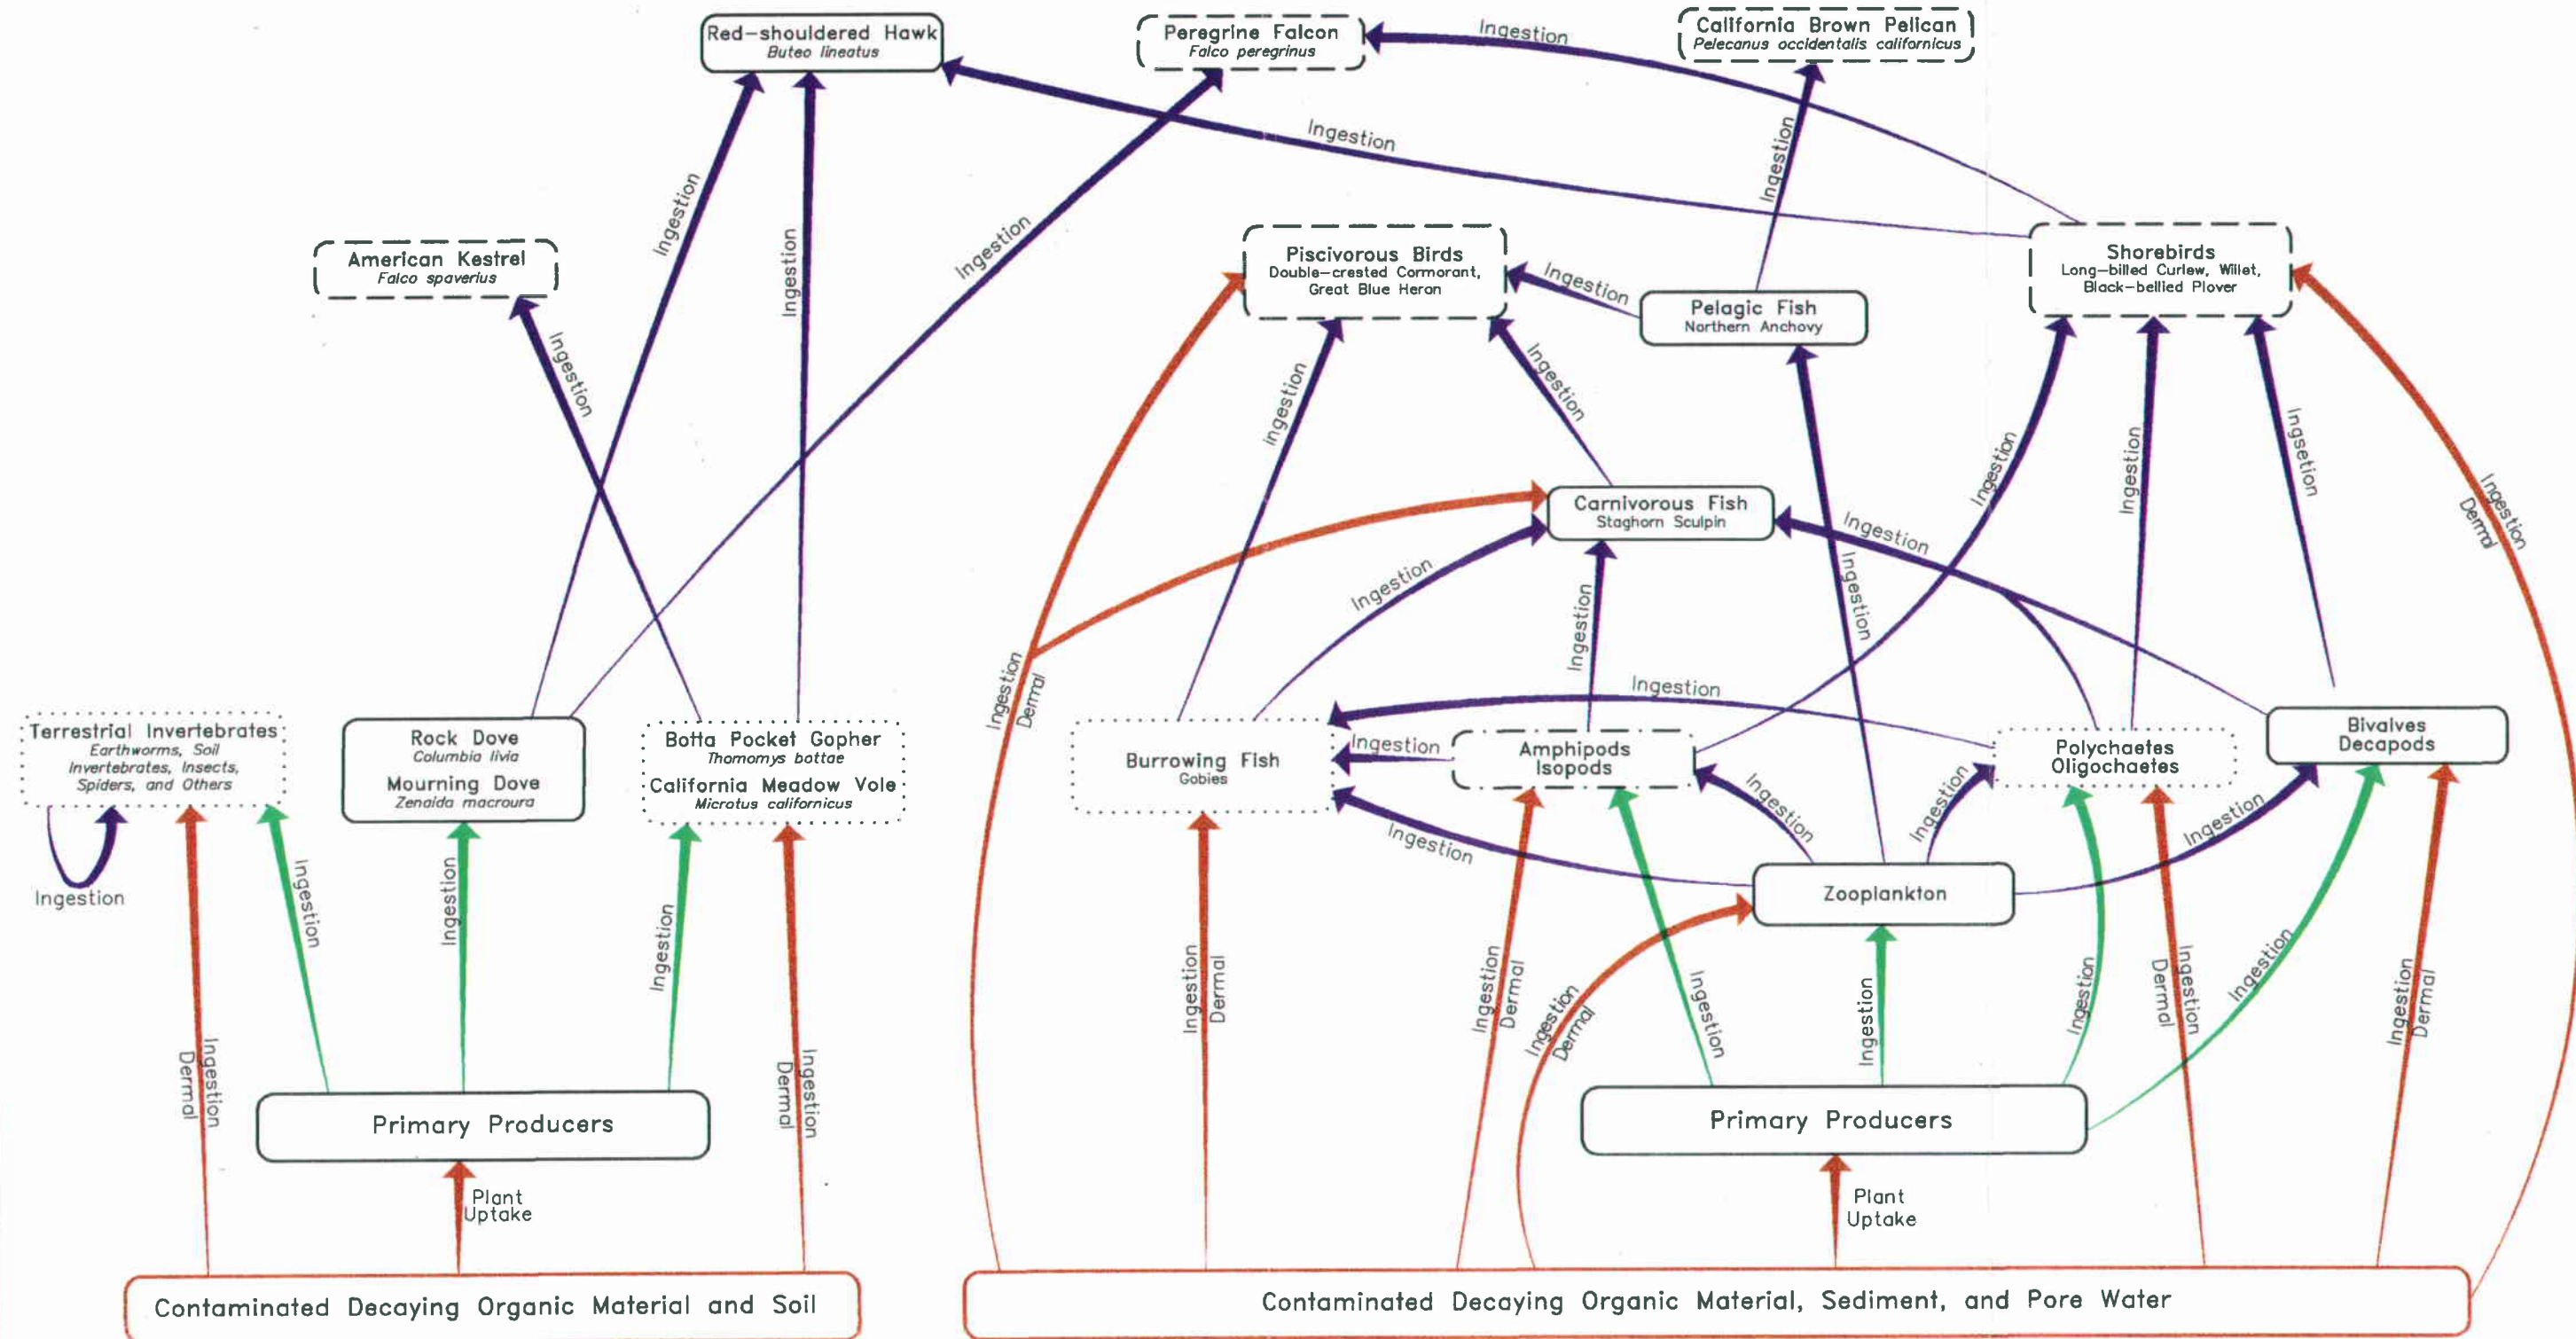 Red-shouldered Hawk
Buteo lineatus
Peregrine Falcon
Falco peregrinus
Ingestion
California Brown Pelican
Pelecanus occidentalis californicus
Ingestion
Ingestion
Ingestion
Ingestion
Ingestion
American Kestrel
Falco spaverius
Ingestion
Piscivorous Birds
Double-crested Cormorant,
Great Blue Heron
Ingestion
Pelagic Fish
Northern Anchovy
Shorebirds
Long-billed Curlew, Willet,
Black-bellied Plover
Ingestion
Ingestion
Ingestion
Ingestion
Ingsetion
Ingestion
Dermal
Carnivorous Fish
Staghorn Sculpin
Ingestion
Ingestion
Ingestion
Ingestion
Ingestion
Dermal
Ingestion
Terrestrial Invertebrates
Earthworms, Soil
Invertebrates, Insects,
Spiders, and Others
Ingestion
Rock Dove
Columbia livia
Mourning Dove
Zenaida macroura
Botta Pocket Gopher
Thomomys bottae
California Meadow Vole
Microtus californicus
Burrowing Fish
Gobies
Ingestion
Amphipods
Isopods
Polychaetes
Oligochaetes
Bivalves
Decapods
Ingestion
Ingestion
Ingestion
Ingestion
Zooplankton
Ingestion
Ingestion
Ingestion
Ingestion
Dermal
Ingestion
Dermal
Ingestion
Dermal
Ingestion
Dermal
Ingestion
Dermal
Ingestion
Ingestion
Ingestion
Ingestion
Dermal
Ingestion
Ingestion
Dermal
Primary Producers
Primary Producers
Plant
Uptake
Plant
Uptake
Contaminated Decaying Organic Material and Soil
Contaminated Decaying Organic Material, Sediment, and Pore Water